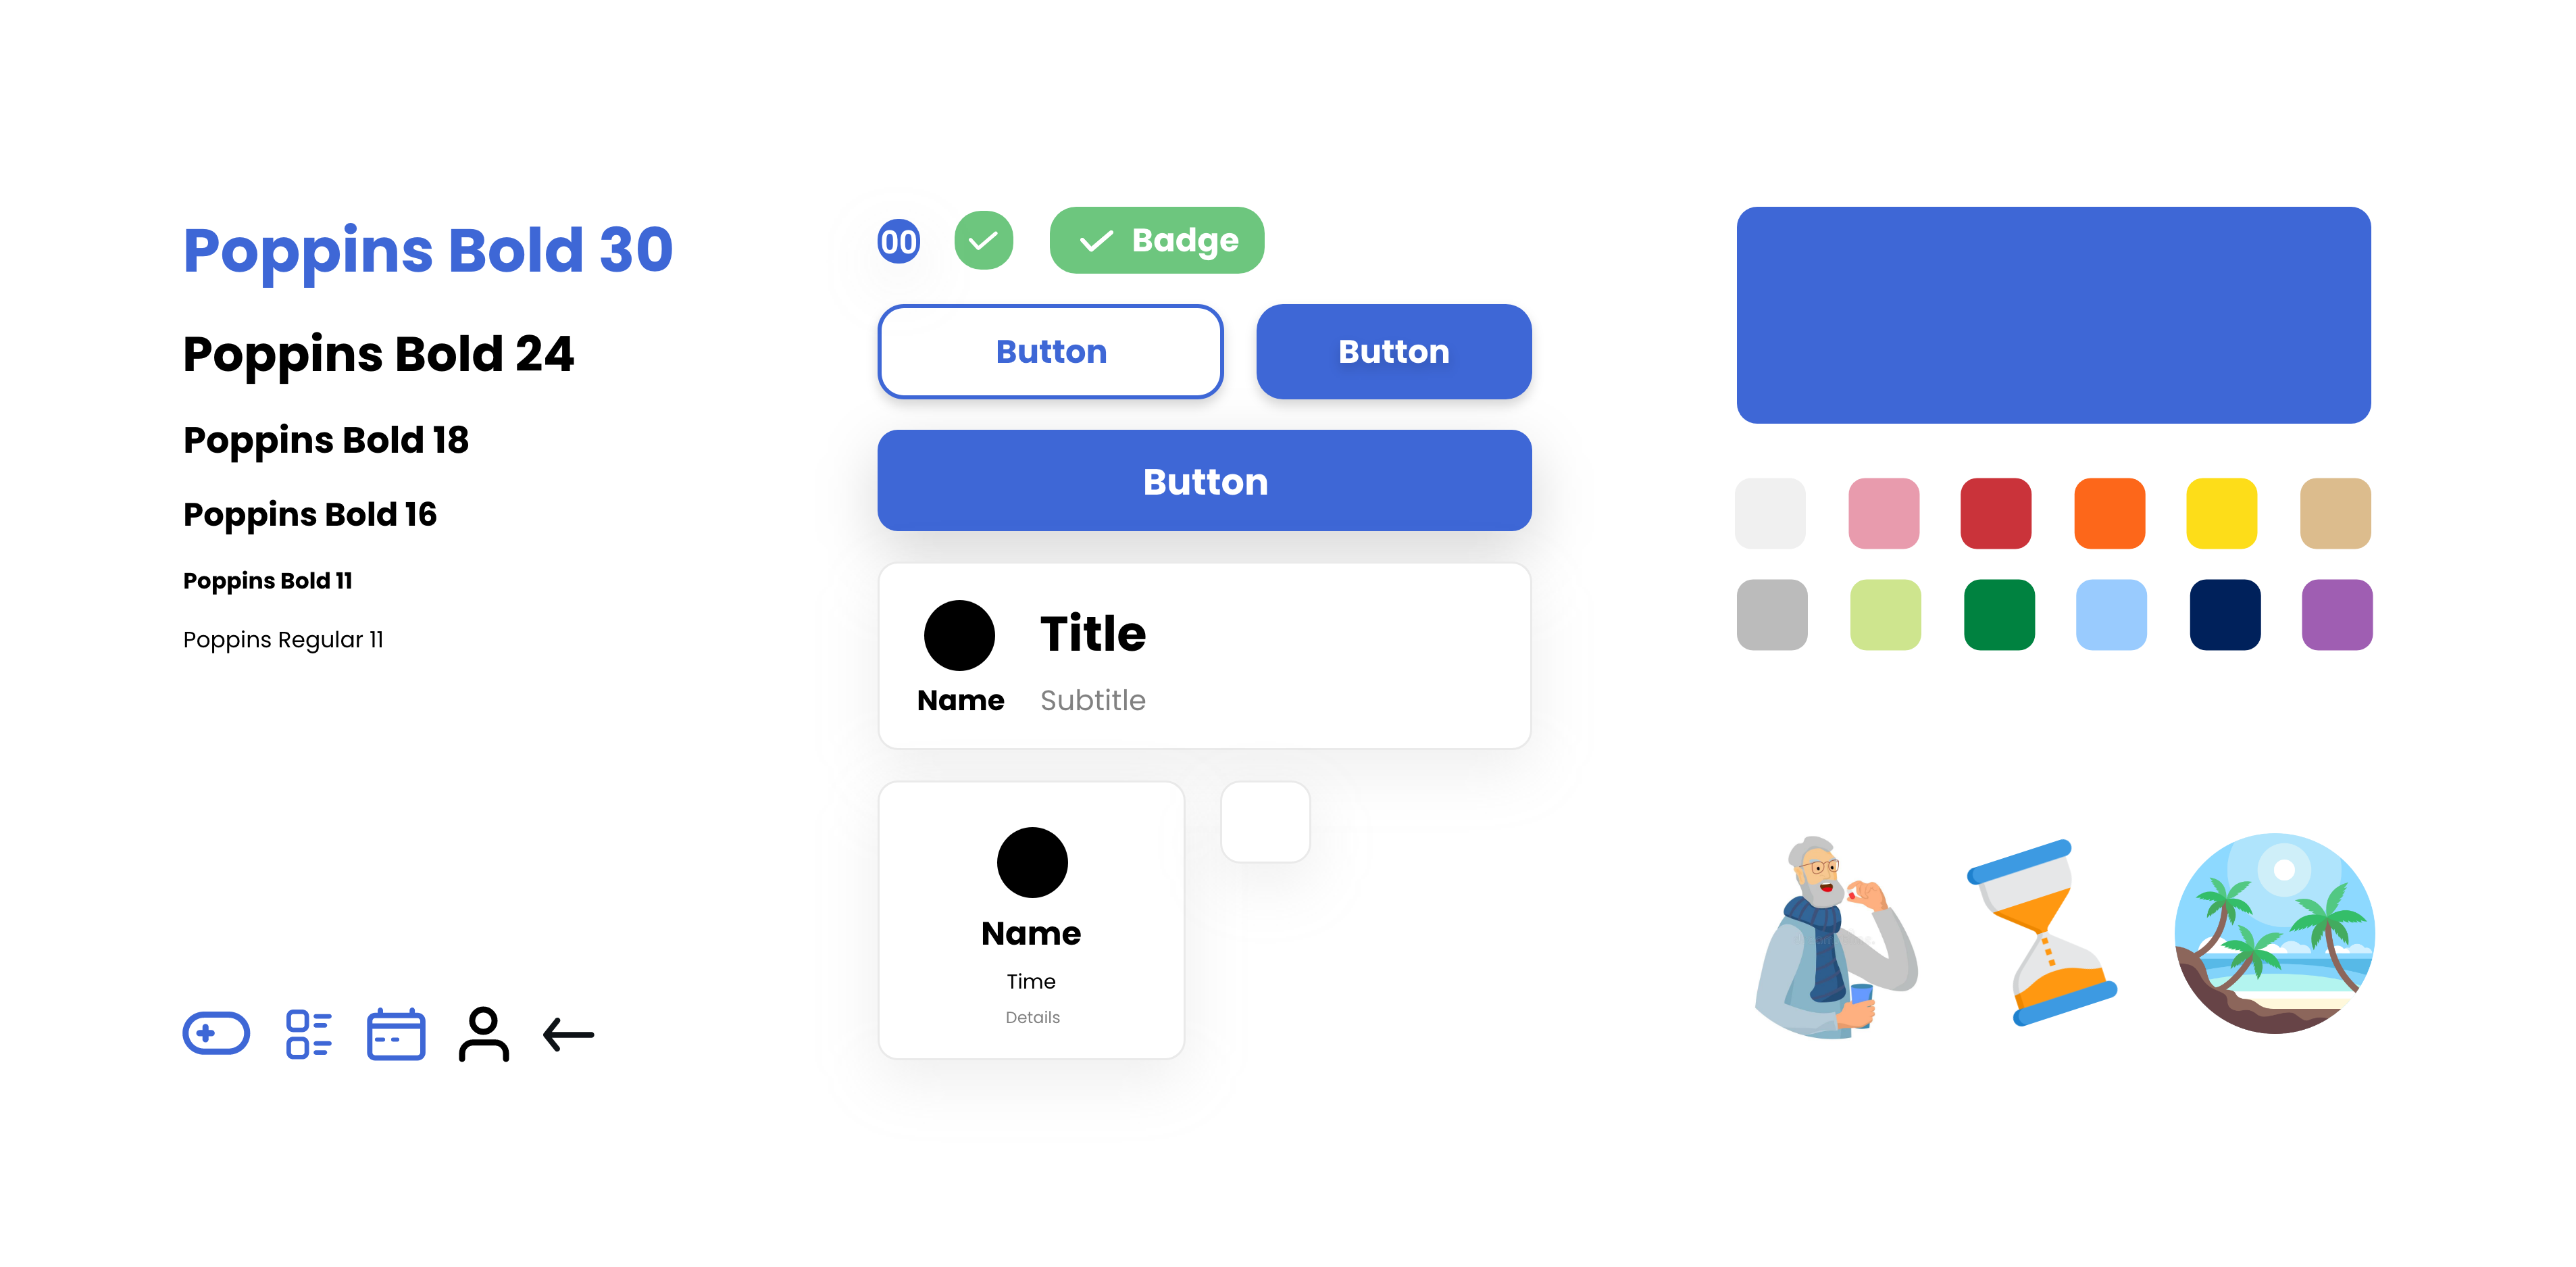 Poppins Bold 30
Poppins Bold 24
Poppins Bold 18
Poppins Bold 16
Poppins Bold 11
Poppins Regular 11
00
Badge
Button
Button
Button
Title
Name
Subtitle
Name
Time
Details